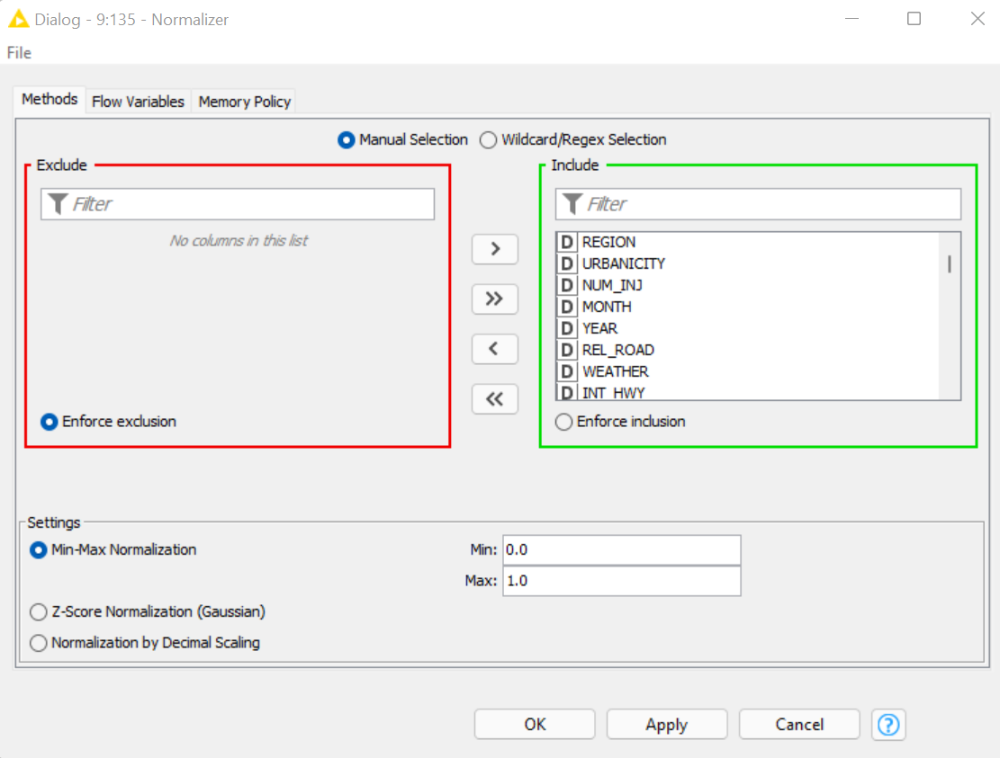 Dialog - 9:135 - Normalizer
File
Methods Flow Variables Memory Policy
Manual Selection Wildcard/Regex Selection
Exclude
Filter
No columns in this list
Enforce exclusion
>
>>
<
<<
Include
Filter
D REGION
D URBANICITY
D NUM_INJ
D MONTH
D YEAR
D REL_ROAD
D WEATHER
D INT_HWY
Enforce inclusion
Settings
Min-Max Normalization
Min: 0.0
Max: 1.0
Z-Score Normalization (Gaussian)
Normalization by Decimal Scaling
OK Apply Cancel ?